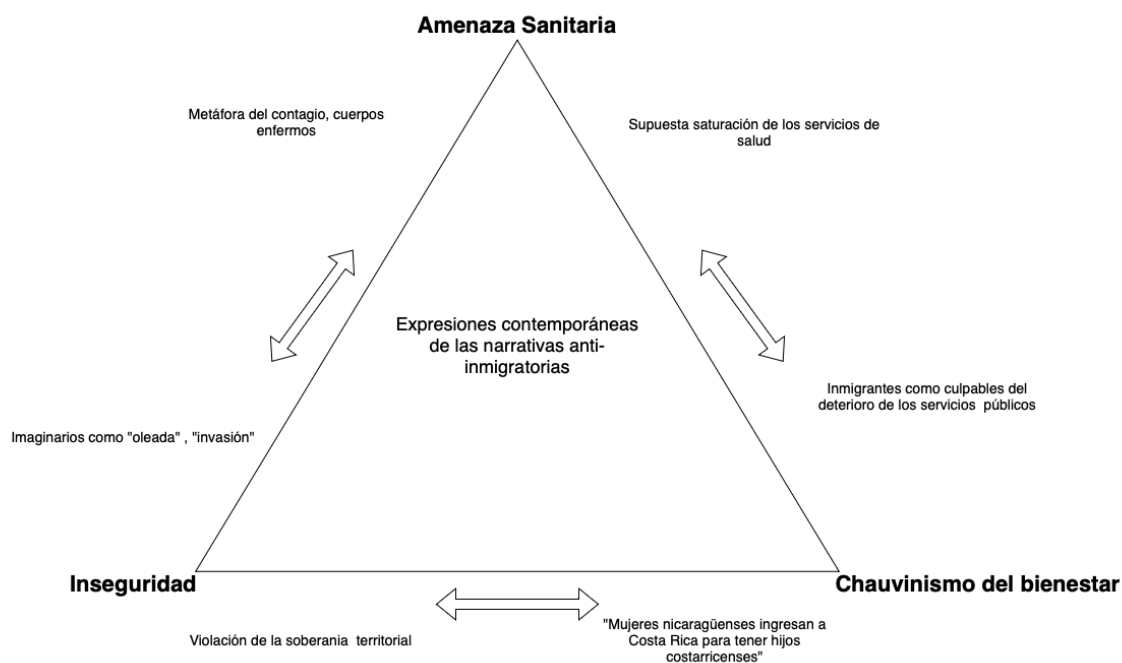 Amenaza Sanitaria
Metáfora del contagio, cuerpos
enfermos
Supuesta saturación de los servicios de
salud
Expresiones contemporáneas
de las narrativas anti-
inmigratorias
Inmigrantes como culpables del
deterioro de los servicios públicos
Imaginarios como "oleada" , "invasión"
Inseguridad
Chauvinismo del bienestar
Violación de la soberania territorial
"Mujeres nicaragüenses ingresan a
Costa Rica para tener hijos
costarricenses"